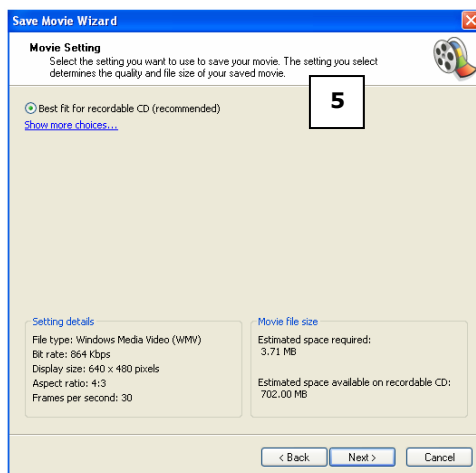 Save Movie Wizard
Movie Setting
Select the setting you want to use to save your movie. The setting you select
determines the quality and file size of your saved movie.
5
Best fit for recordable CD (recommended)
Show more choices...
Setting details
File type: Windows Media Video (WMV)
Bit rate: 864 Kbps
Display size: 640 x 480 pixels
Aspect ratio: 4:3
Frames per second: 30
Movie file size
Estimated space required:
3.71 MB
Estimated space available on recordable CD:
702.00 MB
< Back
Next >
Cancel